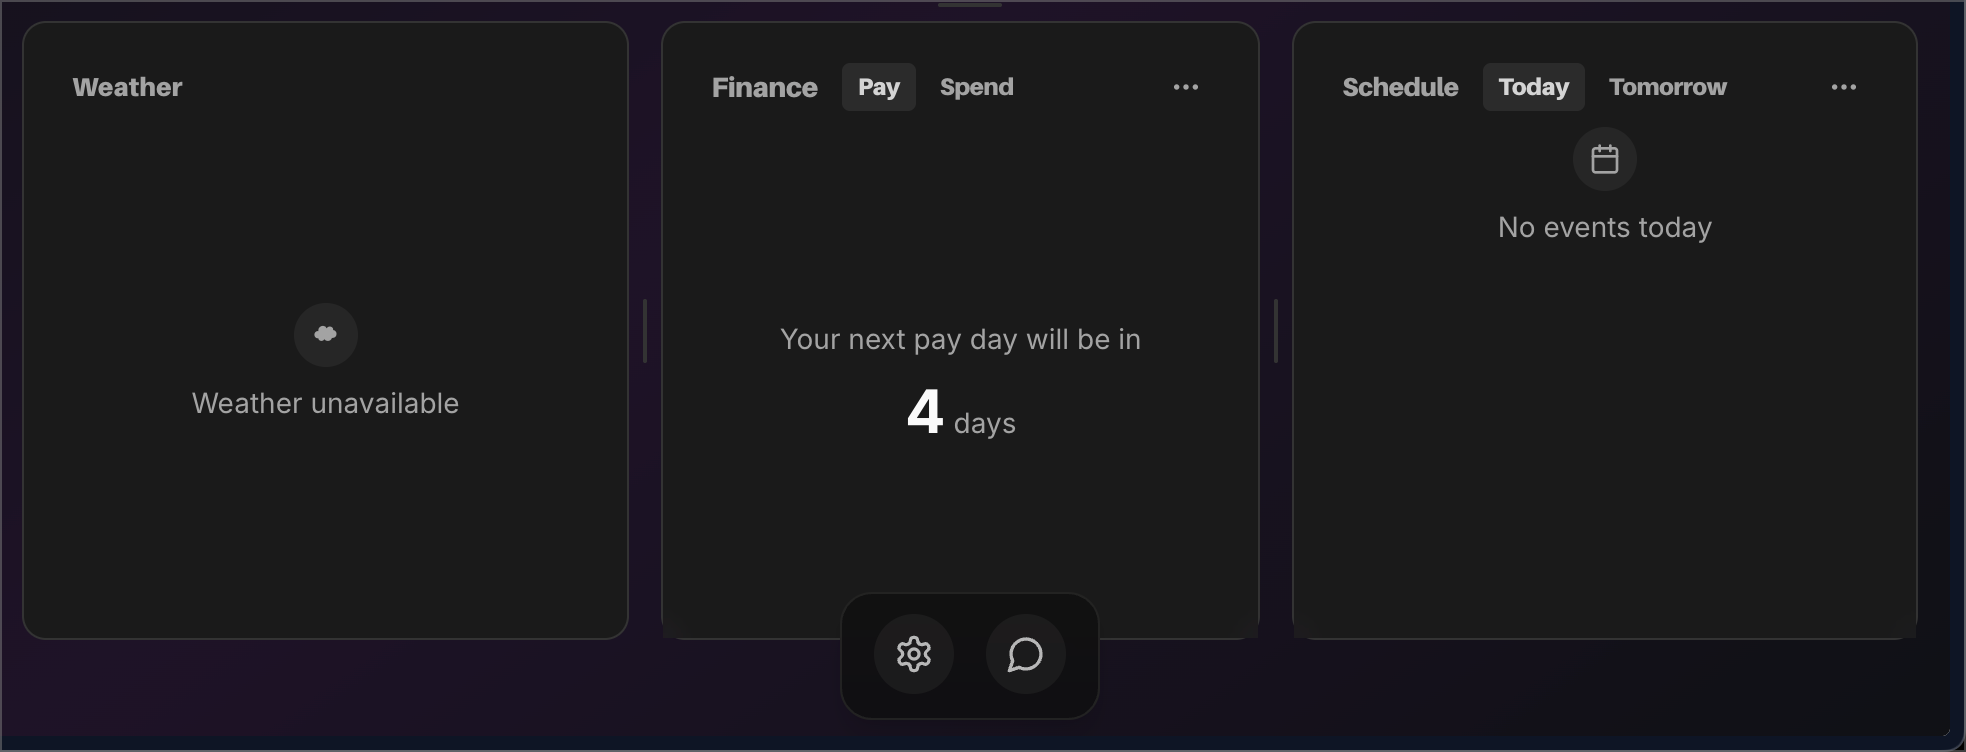 Weather
Weather unavailable
Finance Pay Spend
Your next pay day will be in
4 days
Schedule Today Tomorrow
No events today